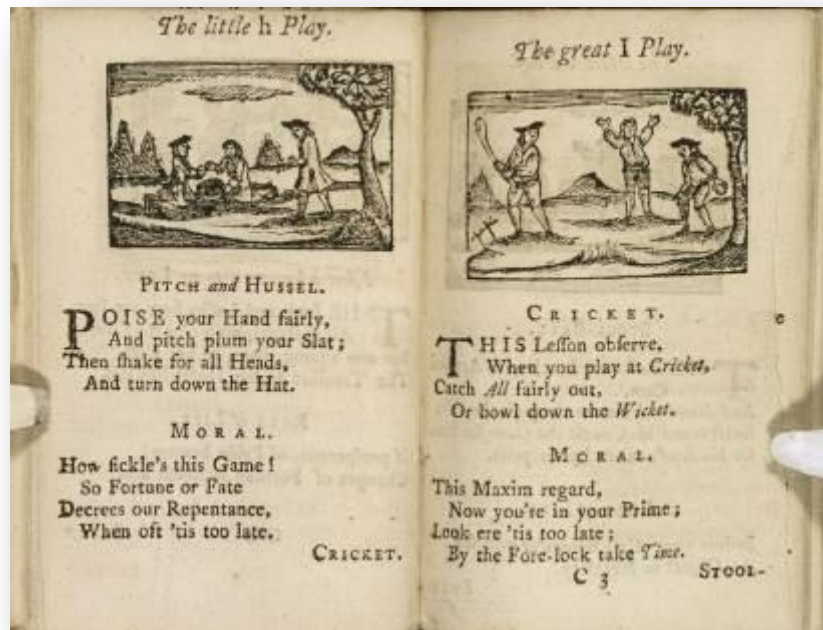 The little h Play.
PITCH and HUSSEL.
POISE your Hand fairly,
And pitch plum your Slat;
Then ſhake for all Heads,
And turn down the Hat.
MORAL.
How fickle's this Game!
So Fortune or Fate
Decrees our Repentance,
When oft 'tis too late.
CRICKET.
The great I Play.
CRICKET.
THIS Leſſon obſerve,
When you play at Cricket,
Catch All fairly out,
Or bowl down the Wicket.
MORAL.
This Maxim regard,
Now you're in your Prime;
Look ere 'tis too late;
By the Fore-lock take Time.
C 3
STOOL-